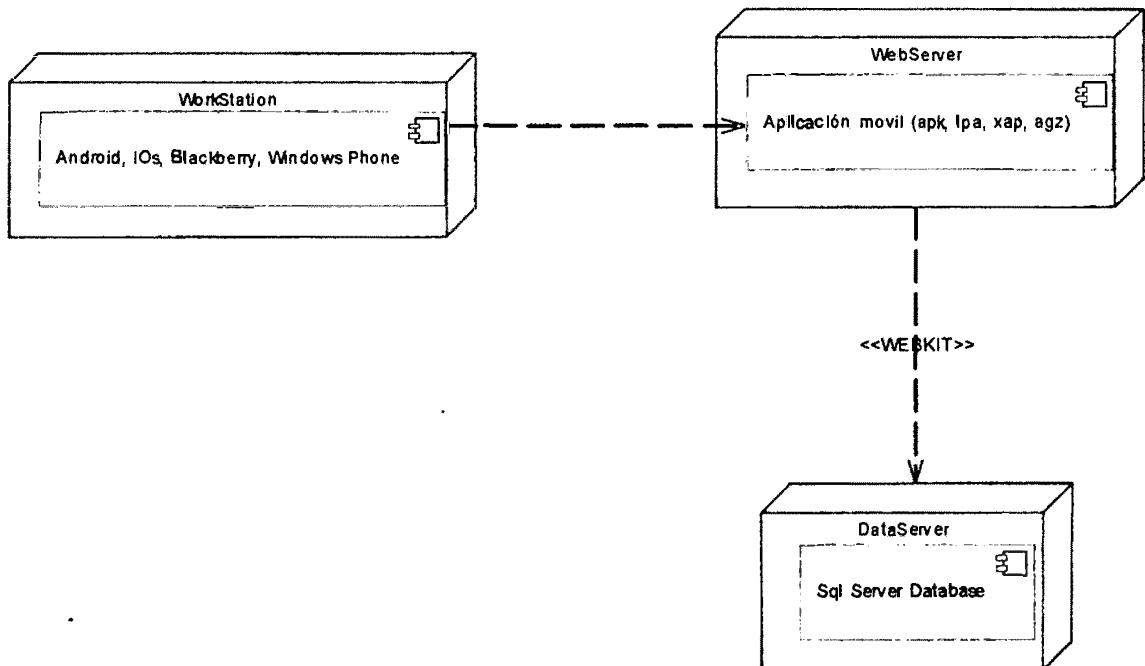 WorkStation
Android, IOs, Blackberry, Windows Phone
WebServer
Aplicación movil (apk, Ipa, xap, agz)
<<WEBKIT>>
DataServer
Sql Server Database